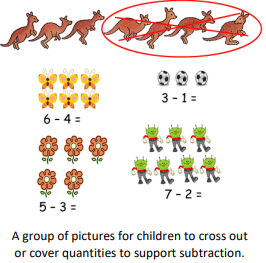 3 - 1 =
6 - 4 =
7 - 2 =
5 - 3 =
A group of pictures for children to cross out
or cover quantities to support subtraction.